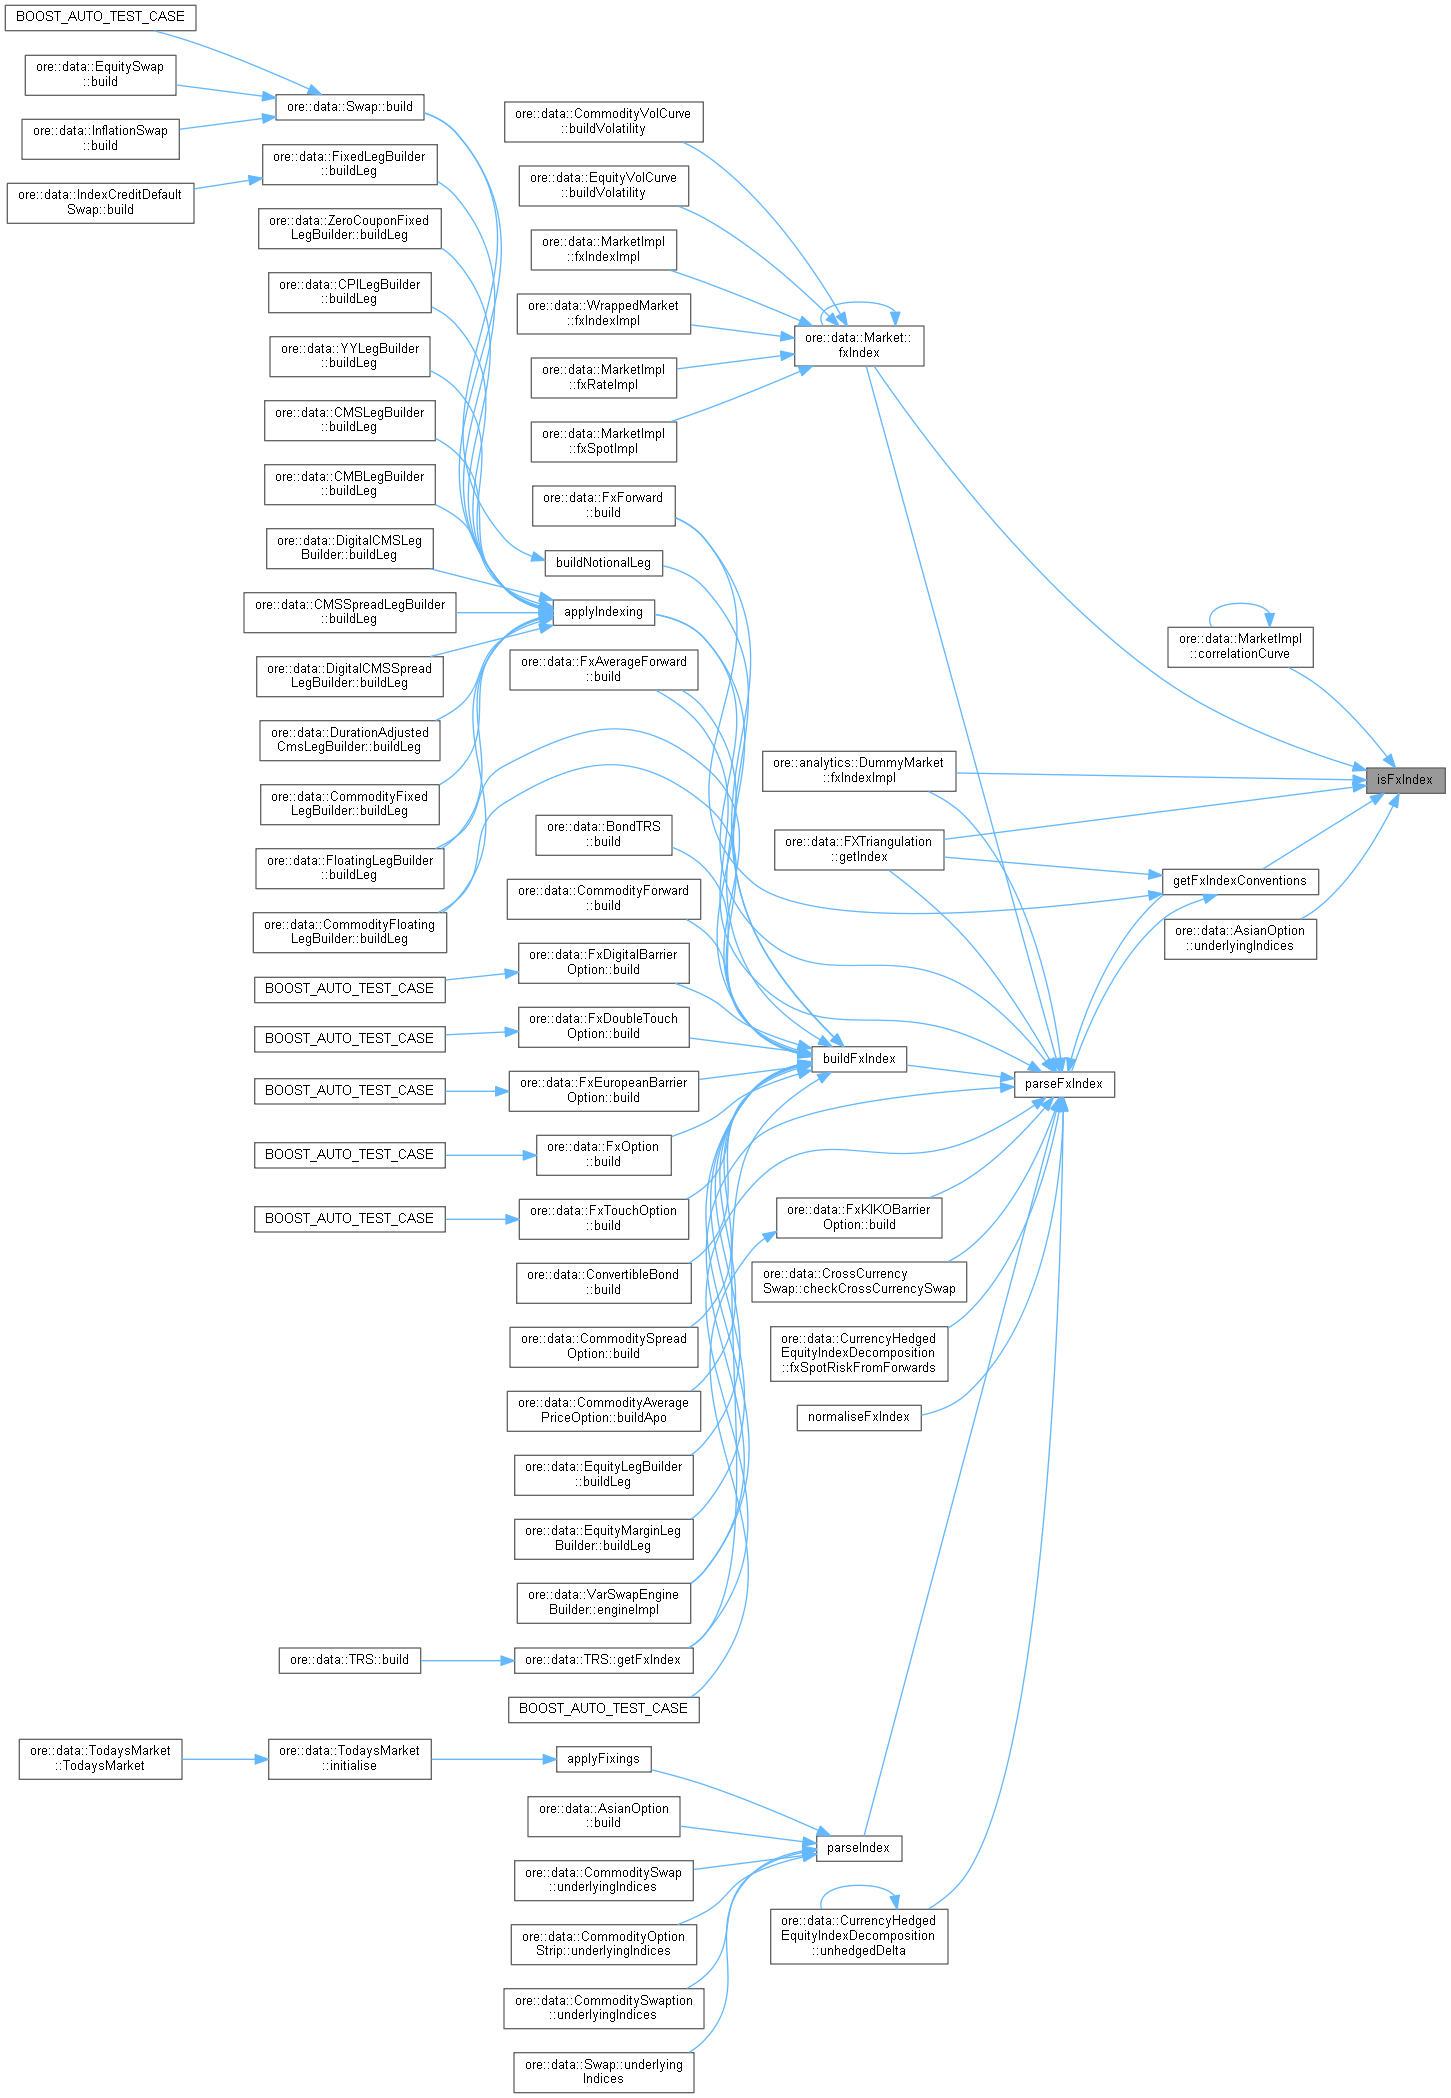 BOOST_AUTO_TEST_CASE
ore::data::EquitySwap
::build
ore::data::InflationSwap
::build
ore::data::IndexCreditDefault
Swap::build
ore::data::Swap::build
ore::data::FixedLegBuilder
::buildLeg
ore::data::ZeroCouponFixed
LegBuilder::buildLeg
ore::data::CPILegBuilder
::buildLeg
ore::data::YYLegBuilder
::buildLeg
ore::data::CMSLegBuilder
::buildLeg
ore::data::CMBLegBuilder
::buildLeg
ore::data::DigitalCMSLeg
Builder::buildLeg
ore::data::CMSSpreadLegBuilder
::buildLeg
ore::data::DigitalCMSSpread
LegBuilder::buildLeg
ore::data::DurationAdjusted
CmsLegBuilder::buildLeg
ore::data::CommodityFixed
LegBuilder::buildLeg
ore::data::FloatingLegBuilder
::buildLeg
ore::data::CommodityFloating
LegBuilder::buildLeg
BOOST_AUTO_TEST_CASE
BOOST_AUTO_TEST_CASE
BOOST_AUTO_TEST_CASE
BOOST_AUTO_TEST_CASE
BOOST_AUTO_TEST_CASE
ore::data::TRS::build
ore::data::TodaysMarket
::TodaysMarket
ore::data::TodaysMarket
::initialise
ore::data::CommodityVolCurve
::buildVolatility
ore::data::EquityVolCurve
::buildVolatility
ore::data::MarketImpl
::fxIndexImpl
ore::data::WrappedMarket
::fxIndexImpl
ore::data::MarketImpl
::fxRateImpl
ore::data::MarketImpl
::fxSpotImpl
ore::data::FxForward
::build
buildNotionalLeg
applyIndexing
ore::data::FxAverageForward
::build
ore::data::BondTRS
::build
ore::data::CommodityForward
::build
ore::data::FxDigitalBarrier
Option::build
ore::data::FxDoubleTouch
Option::build
ore::data::FxEuropeanBarrier
Option::build
ore::data::FxOption
::build
ore::data::FxTouchOption
::build
ore::data::ConvertibleBond
::build
ore::data::CommoditySpread
Option::build
ore::data::CommodityAverage
PriceOption::buildApo
ore::data::EquityLegBuilder
::buildLeg
ore::data::EquityMarginLeg
Builder::buildLeg
ore::data::VarSwapEngine
Builder::engineImpl
ore::data::TRS::getFxIndex
BOOST_AUTO_TEST_CASE
applyFixings
ore::data::AsianOption
::build
ore::data::CommoditySwap
::underlyingIndices
ore::data::CommodityOption
Strip::underlyingIndices
ore::data::CommoditySwaption
::underlyingIndices
ore::data::Swap::underlying
Indices
ore::data::Market::
fxIndex
ore::analytics::DummyMarket
::fxIndexImpl
ore::data::FXTriangulation
::getIndex
buildFxIndex
ore::data::FxKIKOBarrier
Option::build
ore::data::CrossCurrency
Swap::checkCrossCurrencySwap
ore::data::CurrencyHedged
EquityIndexDecomposition
::fxSpotRiskFromForwards
normaliseFxIndex
parseIndex
ore::data::CurrencyHedged
EquityIndexDecomposition
::unhedgedDelta
parseFxIndex
ore::data::MarketImpl
::correlationCurve
getFxIndexConventions
ore::data::AsianOption
::underlyingIndices
isFxIndex